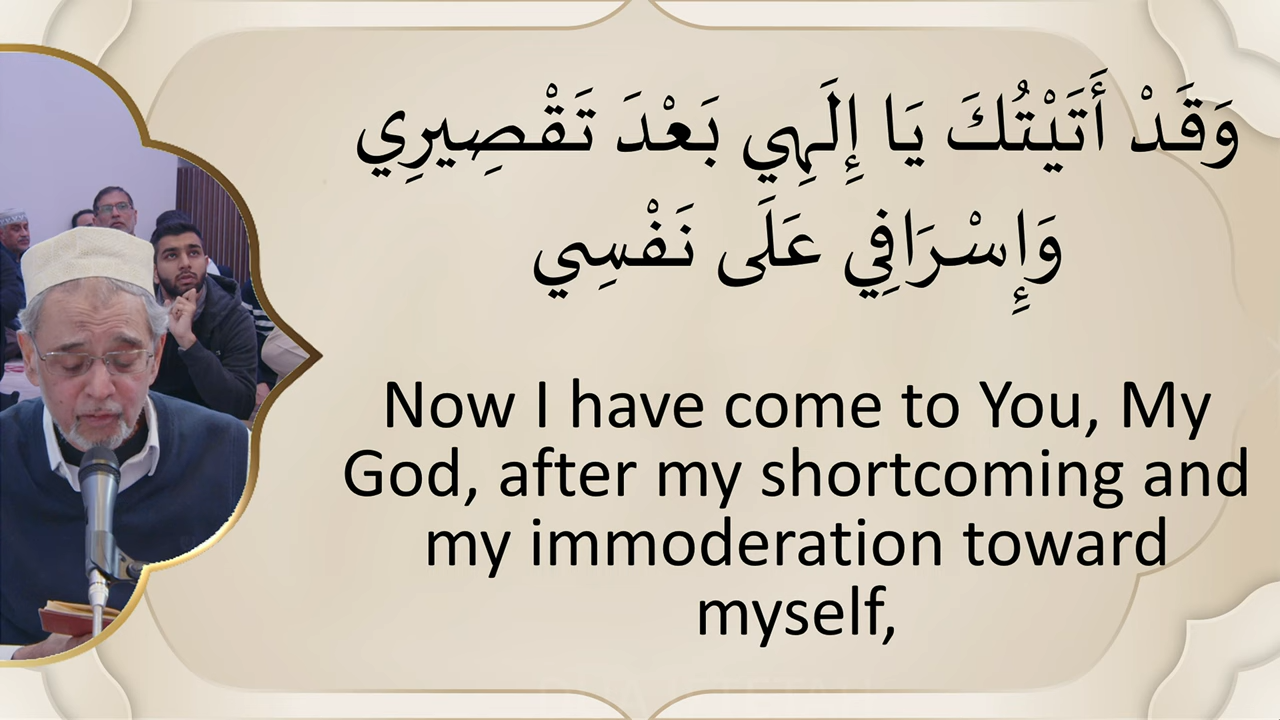 وَقَدْ أَتَيْتُكَ يَا إِلَهِي بَعْدَ تَقْصِيرِي
وَإِسْرَافِي عَلَى نَفْسِي
Now I have come to You, My
God, after my shortcoming and
my immoderation toward
myself,